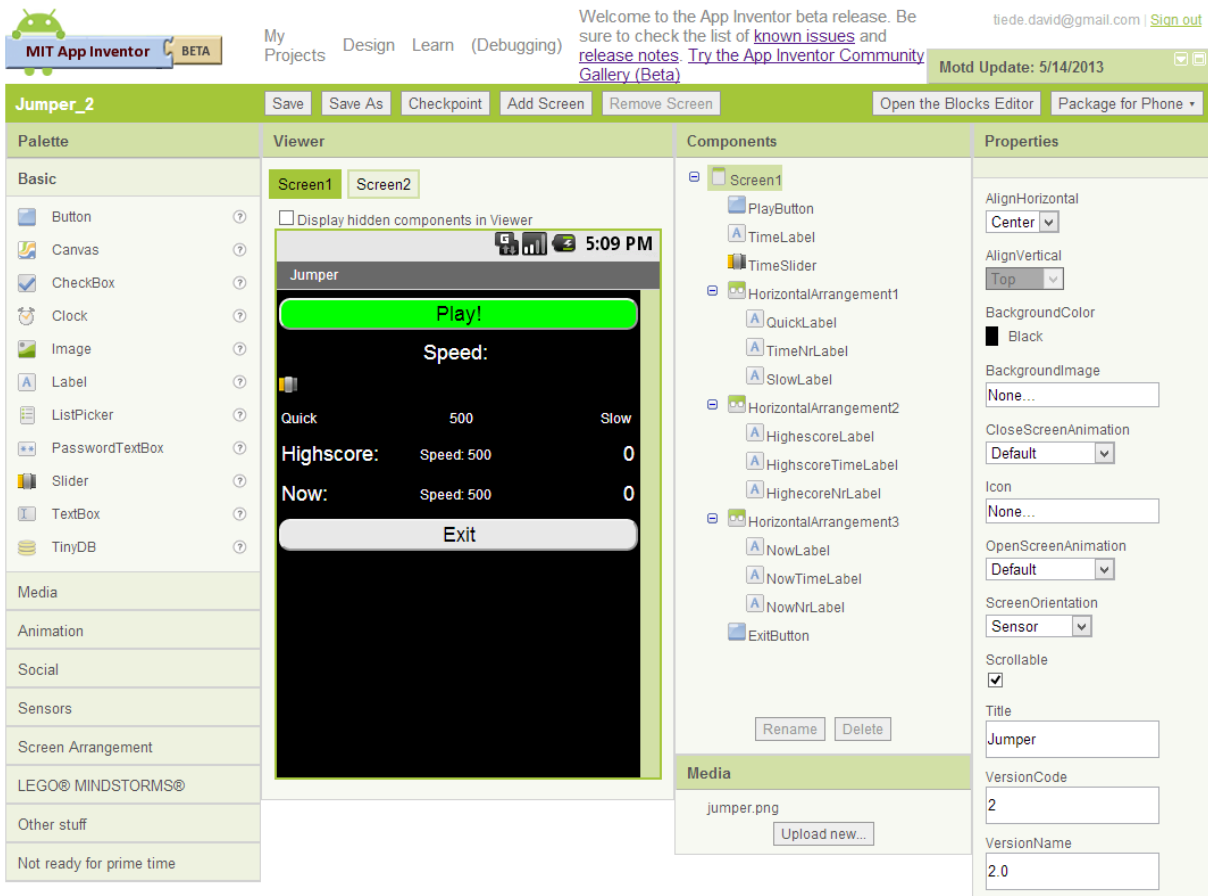 MIT App Inventor BETA
My Projects
Design
Learn
(Debugging)
Welcome to the App Inventor beta release. Be
sure to check the list of known issues and
release notes. Try the App Inventor Community
Gallery (Beta)
tiede.david@gmail.com | Sign out
Motd Update: 5/14/2013
Jumper_2
Save
Save As
Checkpoint
Add Screen
Remove Screen
Open the Blocks Editor
Package for Phone
Palette
Basic
Button
?
Canvas
?
CheckBox
?
Clock
?
Image
?
A Label
?
ListPicker
?
PasswordTextBox
?
Slider
?
TextBox
?
TinyDB
?
Media
Animation
Social
Sensors
Screen Arrangement
LEGO® MINDSTORMS®
Other stuff
Not ready for prime time
Viewer
Screen1
Screen2
Display hidden components in Viewer
G 5:09 PM
Jumper
Play!
Speed:
Quick 500 Slow
Highscore: Speed: 500 0
Now: Speed: 500 0
Exit
Components
Screen1
PlayButton
A TimeLabel
TimeSlider
HorizontalArrangement1
A QuickLabel
A TimeNrLabel
A SlowLabel
HorizontalArrangement2
A HighescoreLabel
A HighscoreTimeLabel
A HighecoreNrLabel
HorizontalArrangement3
A NowLabel
A NowTimeLabel
A NowNrLabel
ExitButton
Rename
Delete
Media
jumper.png
Upload new...
Properties
AlignHorizontal
Center
AlignVertical
Top
BackgroundColor
Black
BackgroundImage
None...
CloseScreenAnimation
Default
Icon
None...
OpenScreenAnimation
Default
ScreenOrientation
Sensor
Scrollable
Title
Jumper
VersionCode
2
VersionName
2.0